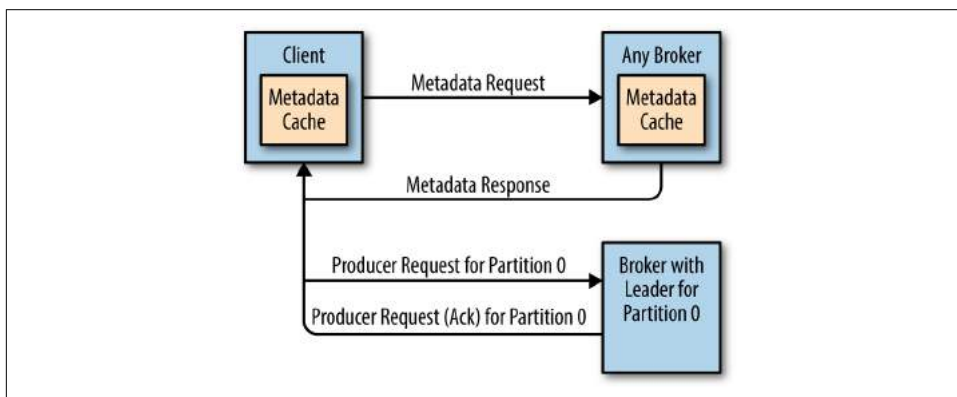 Client
Metadata
Cache
Metadata Request
Any Broker
Metadata
Cache
Metadata Response
Producer Request for Partition 0
Producer Request (Ack) for Partition 0
Broker with
Leader for
Partition 0